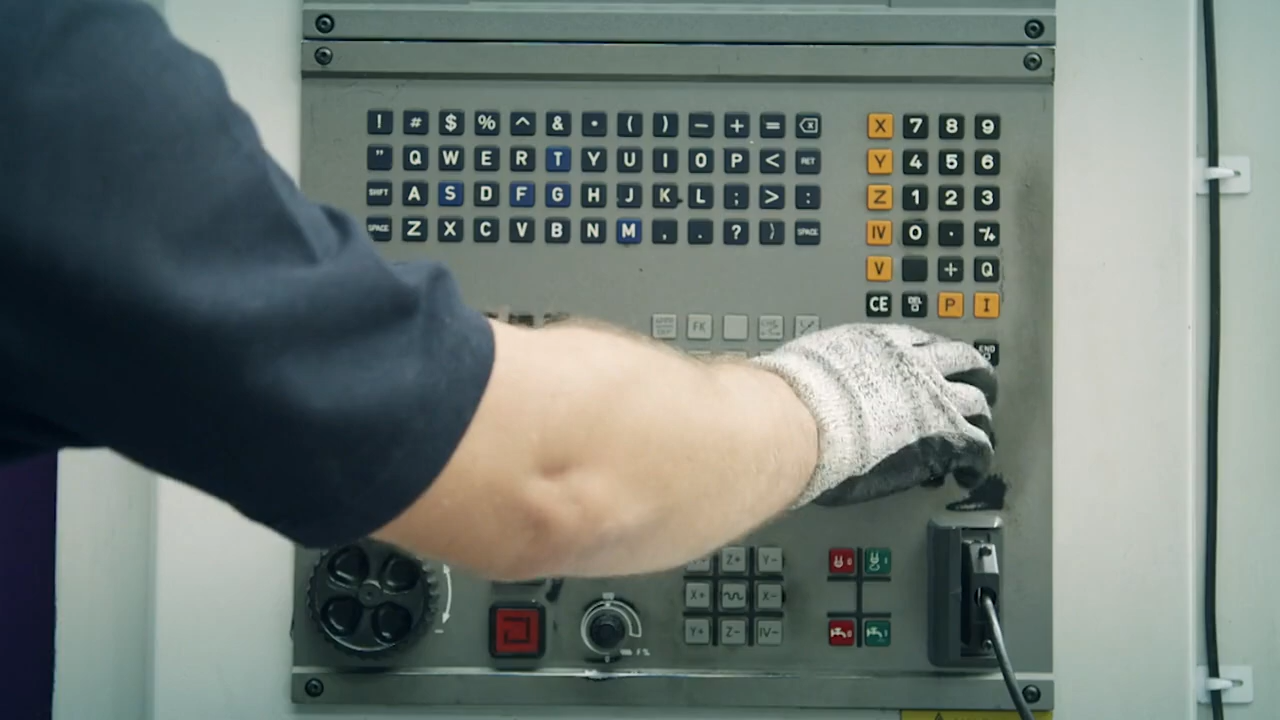 ! # $ % ^ & • ( ) − + = X 7 8 9
" Q W E R T Y U I O P < RET Y 4 5 6
SHIFT A S D F G H J K L ; > : Z 1 2 3
SPACE Z X C V B N M , . ? SPACE IV 0 · -/+
V + Q
CE DEL P I
FK
END
Z+ Y−
X+ X−
Y+ Z− IV−